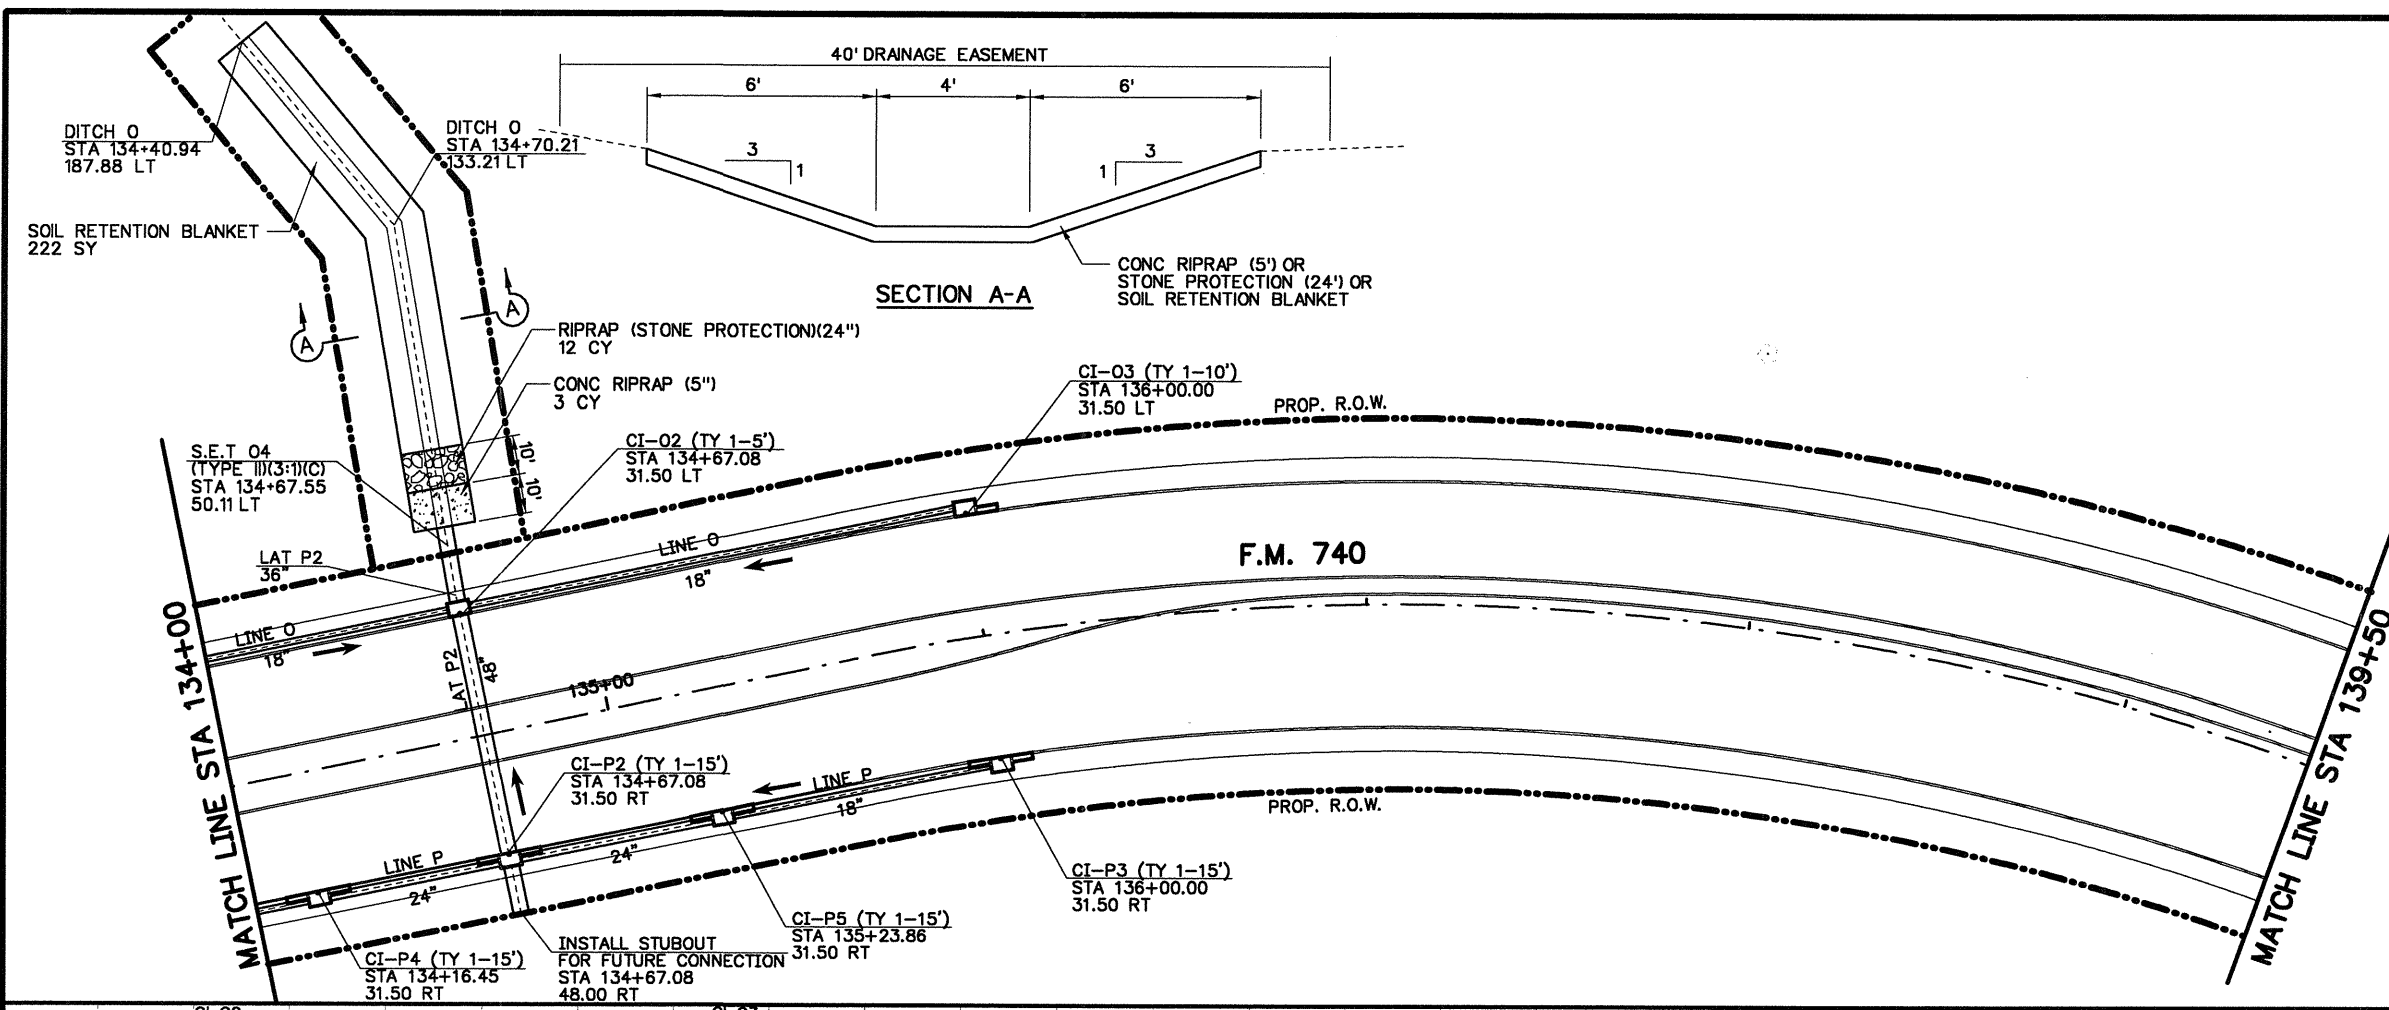 40' DRAINAGE EASEMENT
6'
4'
6'
3
1
3
1
CONC RIPRAP (5') OR
STONE PROTECTION (24') OR
SOIL RETENTION BLANKET
SECTION A-A
DITCH O
STA 134+40.94
187.88 LT
DITCH O
STA 134+70.21
133.21 LT
SOIL RETENTION BLANKET
222 SY
A
A
RIPRAP (STONE PROTECTION)(24")
12 CY
CONC RIPRAP (5")
3 CY
10'
10'
S.E.T O4
(TYPE II)(3:1)(C)
STA 134+67.55
50.11 LT
CI-O2 (TY 1-5')
STA 134+67.08
31.50 LT
CI-O3 (TY 1-10')
STA 136+00.00
31.50 LT
PROP. R.O.W.
LAT P2
36"
LINE O
18"
LINE O
18"
F.M. 740
MATCH LINE STA 134+00
LAT P2
48"
135+00
CI-P2 (TY 1-15')
STA 134+67.08
31.50 RT
LINE P
18"
PROP. R.O.W.
LINE P
24"
24"
CI-P3 (TY 1-15')
STA 136+00.00
31.50 RT
CI-P5 (TY 1-15')
STA 135+23.86
31.50 RT
CI-P4 (TY 1-15')
STA 134+16.45
31.50 RT
INSTALL STUBOUT
FOR FUTURE CONNECTION
STA 134+67.08
48.00 RT
MATCH LINE STA 139+50